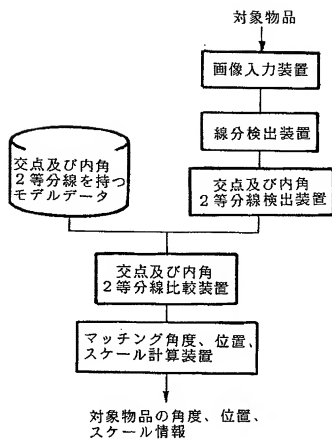 対象物品
画像入力装置
線分検出装置
交点及び内角
2等分線を持つ
モデルデータ
交点及び内角
2等分線検出装置
交点及び内角
2等分線比較装置
マッチング角度、位置、
スケール計算装置
対象物品の角度、位置、
スケール情報